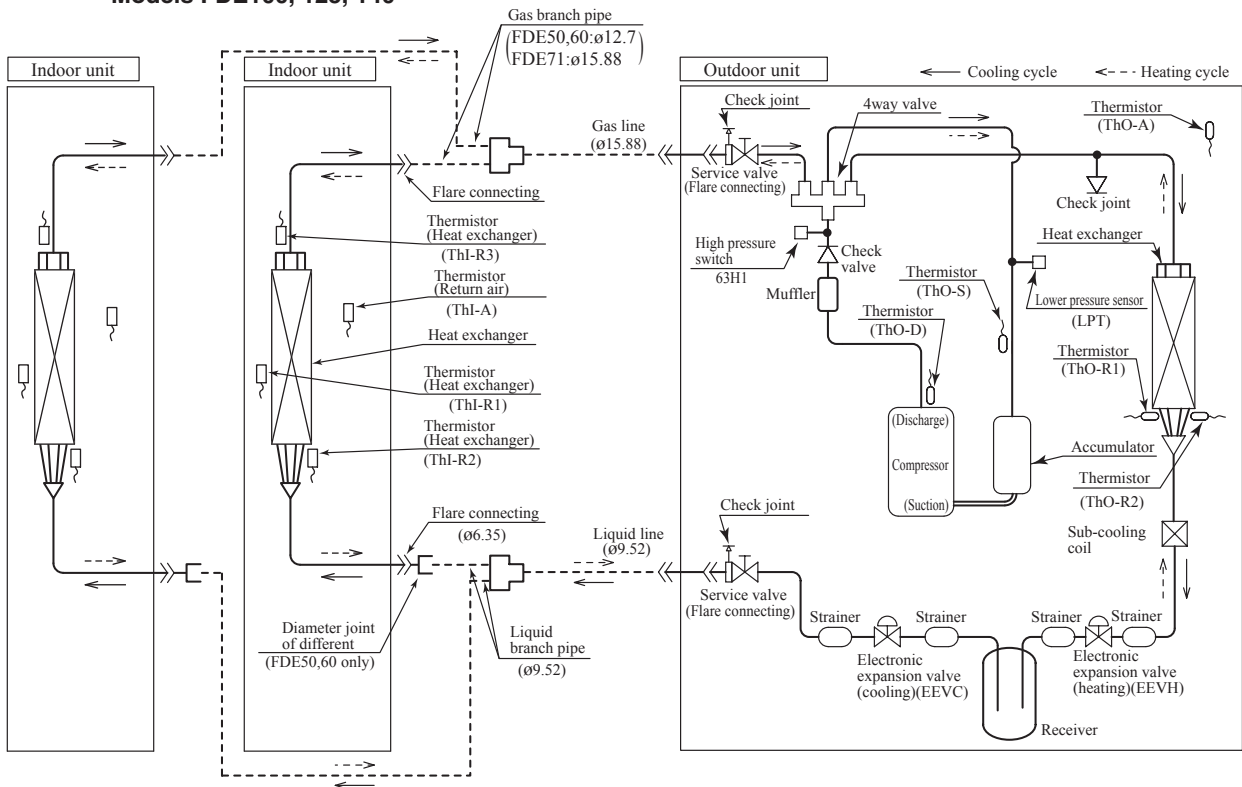 Models
Gas branch pipe
(FDE50,60:ø12.7
FDE71:ø15.88)
Indoor unit
Indoor unit
Outdoor unit
Cooling cycle
Heating cycle
Check joint
4way valve
Thermistor
(ThO-A)
Gas line
(ø15.88)
Service valve
(Flare connecting)
Flare connecting
Check joint
Thermistor
(Heat exchanger)
(ThI-R3)
High pressure
switch
63H1
Check
valve
Heat exchanger
Thermistor
(Return air)
(ThI-A)
Muffler
Thermistor
(ThO-S)
Lower pressure sensor
(LPT)
Thermistor
(ThO-D)
Heat exchanger
Thermistor
(ThO-R1)
Thermistor
(Heat exchanger)
(ThI-R1)
Thermistor
(Heat exchanger)
(ThI-R2)
(Discharge)
Compressor
(Suction)
Accumulator
Thermistor
(ThO-R2)
Flare connecting
(ø6.35)
Liquid line
(ø9.52)
Check joint
Sub-cooling
coil
Service valve
(Flare connecting)
Strainer
Strainer
Strainer
Strainer
Diameter joint
of different
(FDE50,60 only)
Liquid
branch pipe
(ø9.52)
Electronic
expansion valve
(cooling)(EEVC)
Electronic
expansion valve
(heating)(EEVH)
Receiver